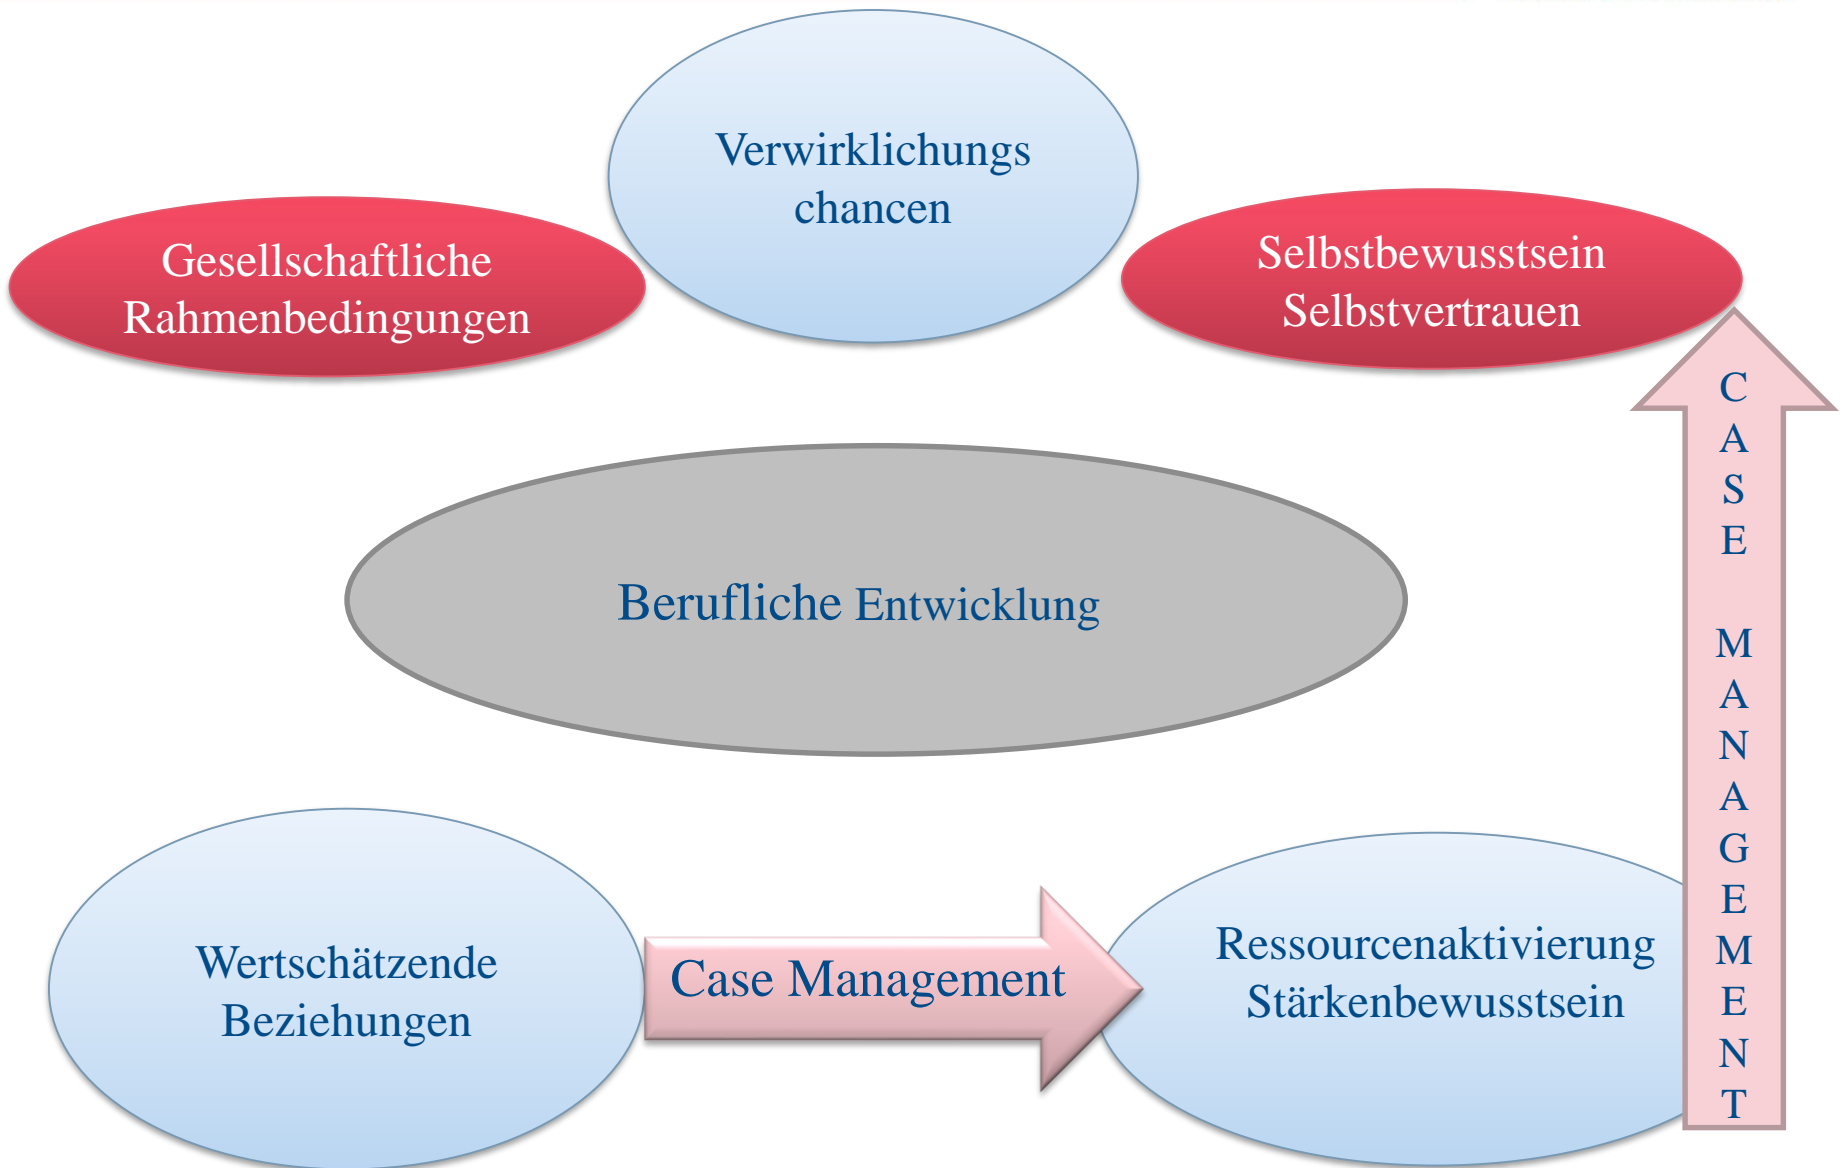 Verwirklichungs
chancen
Gesellschaftliche
Rahmenbedingungen
Selbstbewusstsein
Selbstvertrauen
Berufliche Entwicklung
Wertschätzende
Beziehungen
Case Management
Ressourcenaktivierung
Stärkenbewusstsein
C
A
S
E
M
A
N
A
G
E
M
E
N
T